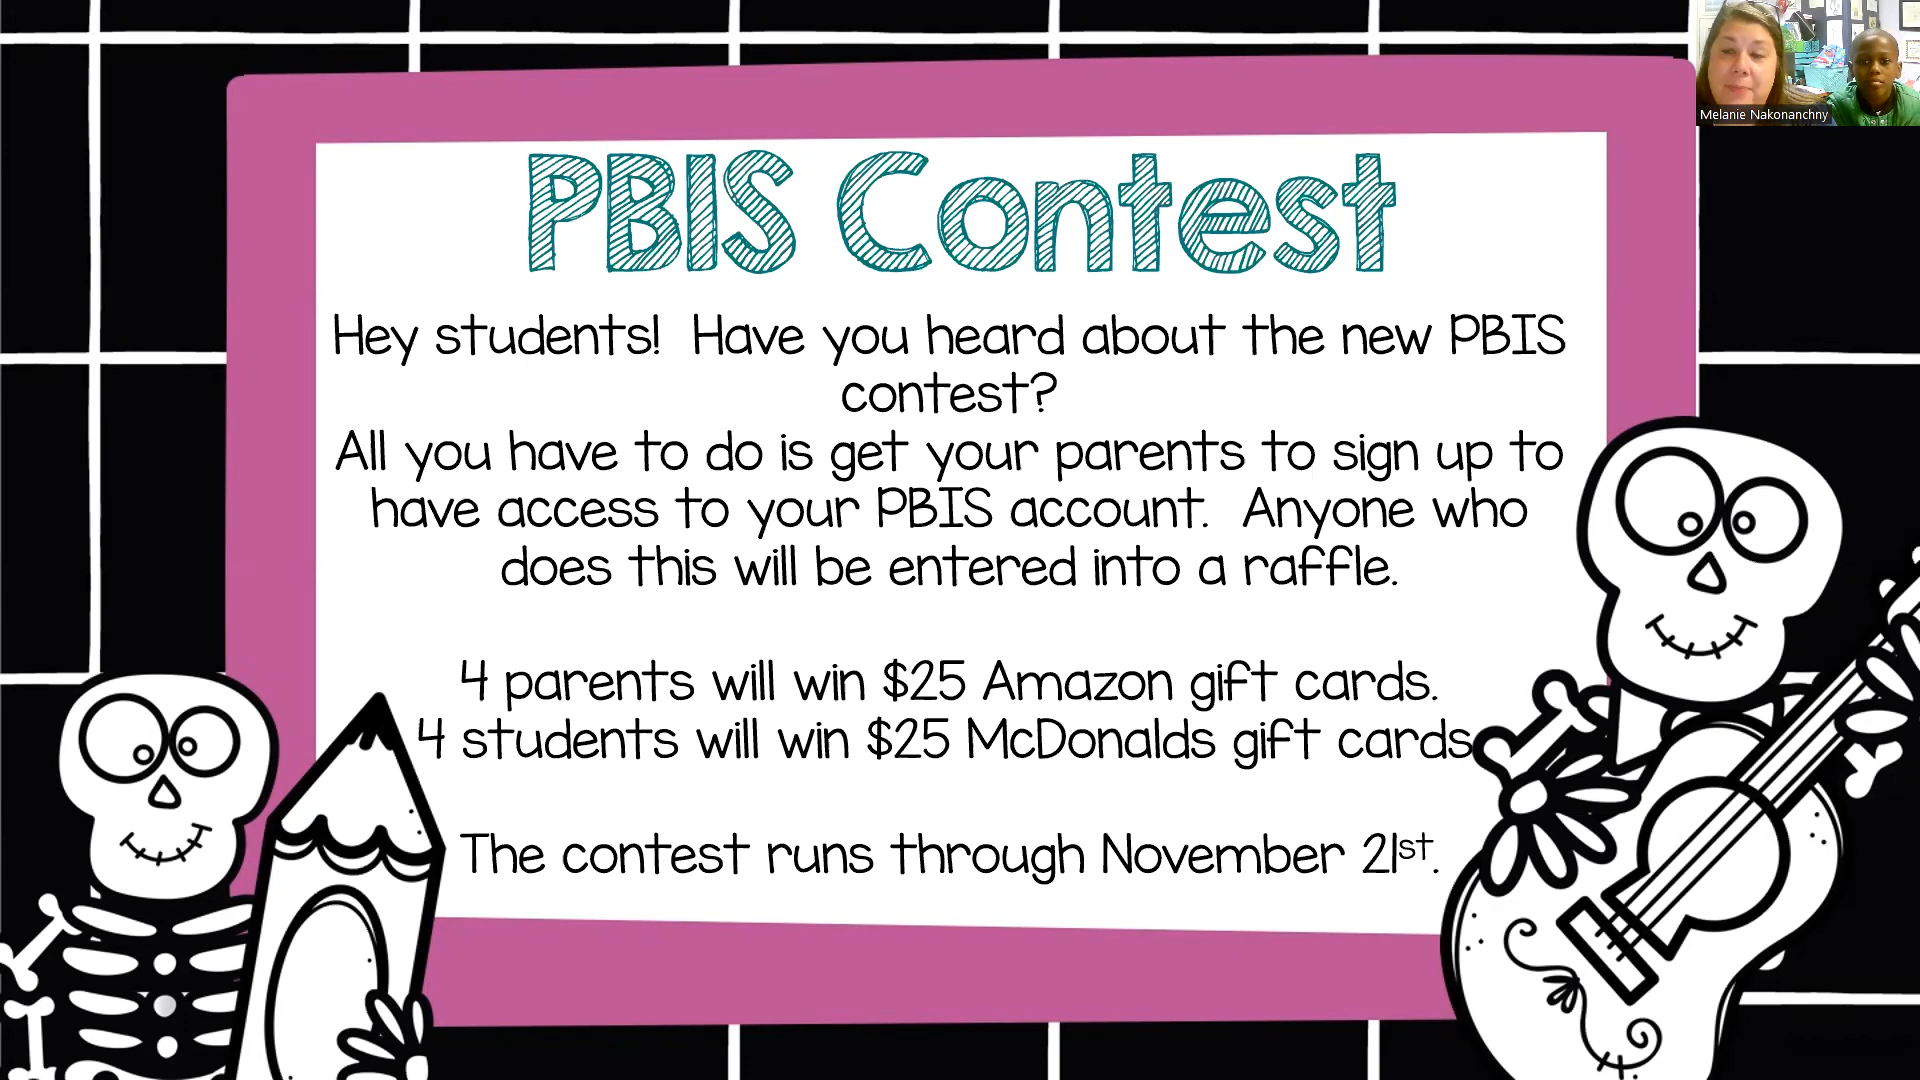 PBIS Contest
Hey students!  Have you heard about the new PBIS
contest?
All you have to do is get your parents to sign up to
have access to your PBIS account.  Anyone who
does this will be entered into a raffle.
4 parents will win $25 Amazon gift cards.
4 students will win $25 McDonalds gift cards
The contest runs through November 21st.
Melanie Nakonanchny